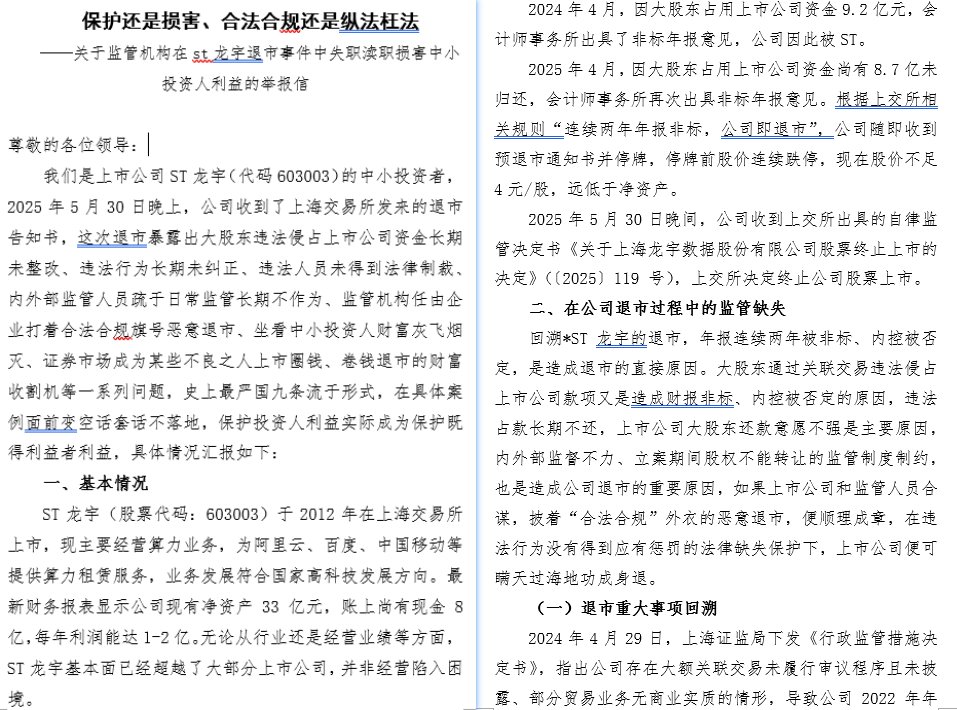 保护还是损害、合法合规还是纵法枉法
——关于监管机构在 st 龙宇退市事件中失职渎职损害中小
投资人利益的举报信
尊敬的各位领导：
我们是上市公司 ST 龙宇（代码 603003）的中小投资者，
2025 年 5 月 30 日晚上，公司收到了上海交易所发来的退市
告知书，这次退市暴露出大股东违法侵占上市公司资金长期
未整改、违法行为长期未纠正、违法人员未得到法律制裁、
内外部监管人员疏于日常监管长期不作为、监管机构任由企
业打着合法合规旗号恶意退市、坐看中小投资人财富灰飞烟
灭、证券市场成为某些不良之人上市圈钱、卷钱退市的财富
收割机等一系列问题，史上最严国九条流于形式，在具体案
例面前变空话套话不落地，保护投资人利益实际成为保护既
得利益者利益，具体情况汇报如下：
一、基本情况
ST 龙宇（股票代码：603003）于 2012 年在上海交易所
上市，现主要经营算力业务，为阿里云、百度、中国移动等
提供算力租赁服务，业务发展符合国家高科技发展方向。最
新财务报表显示公司现有净资产 33 亿元，账上尚有现金 8
亿，每年利润能达 1-2 亿。无论从行业还是经营业绩等方面，
ST 龙宇基本面已经超越了大部分上市公司，并非经营陷入困
境。
2024 年 4 月，因大股东占用上市公司资金 9.2 亿元，会
计师事务所出具了非标年报意见，公司因此被 ST。
2025 年 4 月，因大股东占用上市公司资金尚有 8.7 亿未
归还，会计师事务所再次出具非标年报意见。根据上交所相
关规则“连续两年年报非标，公司即退市”，公司随即收到
预退市通知书并停牌，停牌前股价连续跌停，现在股价不足
4 元/股，远低于净资产。
2025 年 5 月 30 日晚间，公司收到上交所出具的自律监
管决定书《关于上海龙宇数据股份有限公司股票终止上市的
决定》（〔2025〕119 号），上交所决定终止公司股票上市。
二、在公司退市过程中的监管缺失
回溯*ST 龙宇的退市，年报连续两年被非标、内控被否
定，是造成退市的直接原因。大股东通过关联交易违法侵占
上市公司款项又是造成财报非标、内控被否定的原因，违法
占款长期不还，上市公司大股东还款意愿不强是主要原因，
内外部监督不力、立案期间股权不能转让的监管制度制约，
也是造成公司退市的重要原因，如果上市公司和监管人员合
谋，披着“合法合规”外衣的恶意退市，便顺理成章，在违
法行为没有得到应有惩罚的法律缺失保护下，上市公司便可
瞒天过海地功成身退。
（一）退市重大事项回溯
2024 年 4 月 29 日，上海证监局下发《行政监管措施决
定书》，指出公司存在大额关联交易未履行审议程序且未披
露、部分贸易业务无商业实质的情形，导致公司 2022 年年